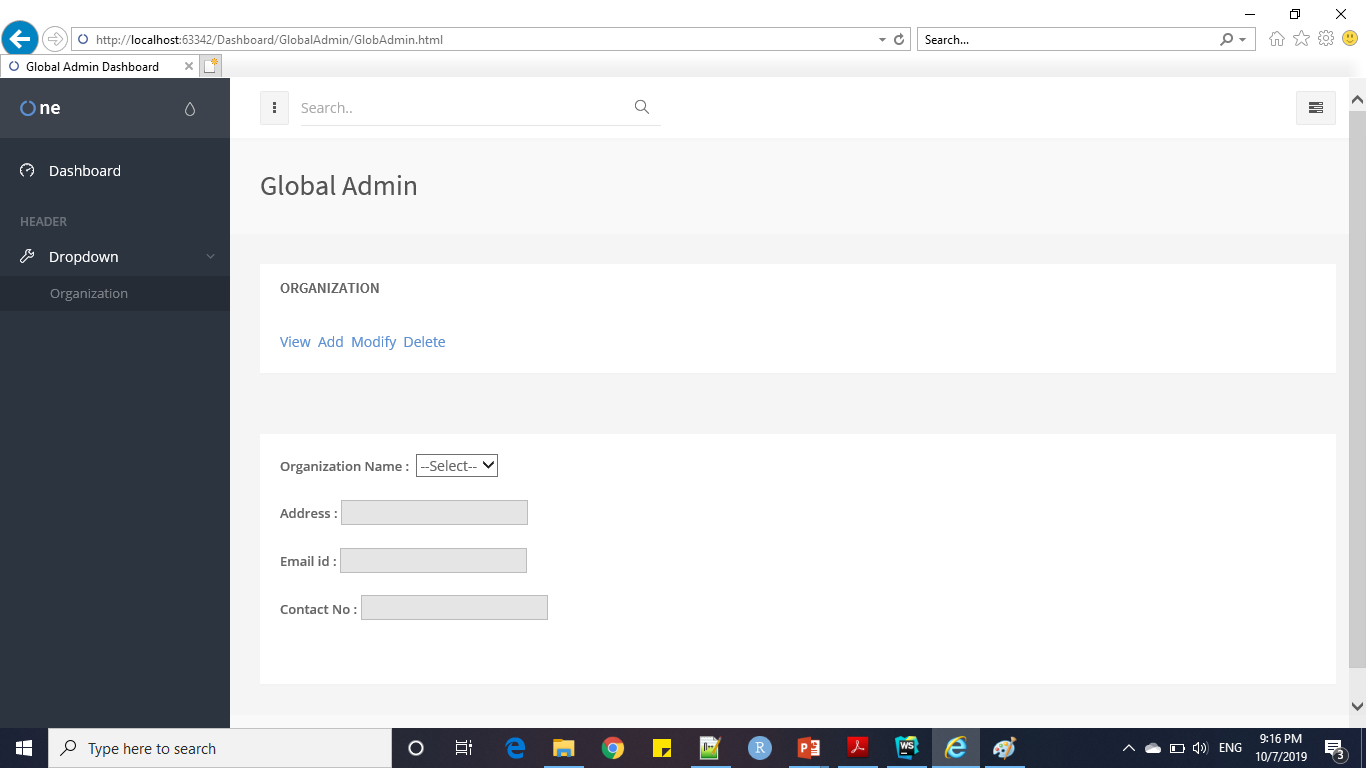 http://localhost:63342/Dashboard/GlobalAdmin/GlobAdmin.html
Search...
Global Admin Dashboard
ne
Search..
Dashboard
Global Admin
HEADER
Dropdown
Organization
ORGANIZATION
View Add Modify Delete
Organization Name : --Select--
Address :
Email id :
Contact No :
Type here to search
R
WS
ENG
9:16 PM
10/7/2019
3